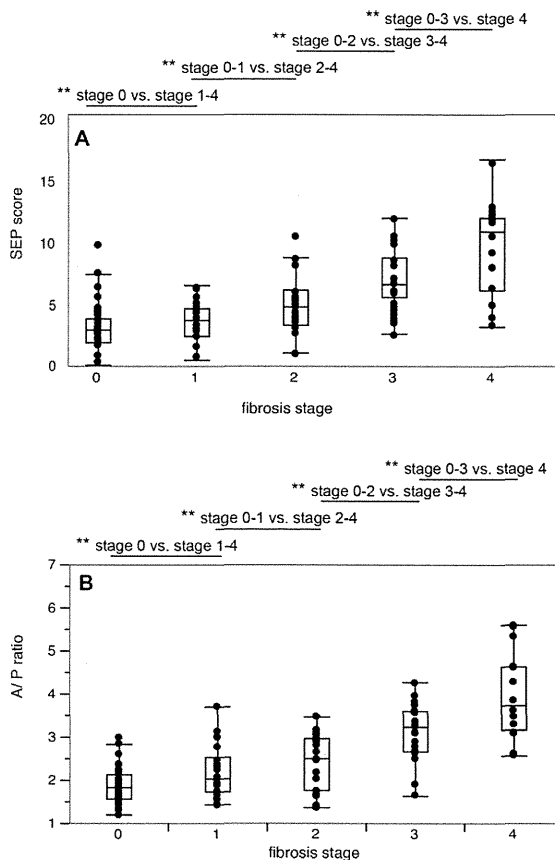 ** stage 0-3 vs. stage 4
** stage 0-2 vs. stage 3-4
** stage 0-1 vs. stage 2-4
** stage 0 vs. stage 1-4
20
A
15
SEP score
10
5
0
0 1 2 3 4
fibrosis stage
** stage 0-3 vs. stage 4
** stage 0-2 vs. stage 3-4
** stage 0-1 vs. stage 2-4
** stage 0 vs. stage 1-4
7
B
6
5
A/ P ratio
4
3
2
1
0 1 2 3 4
fibrosis stage